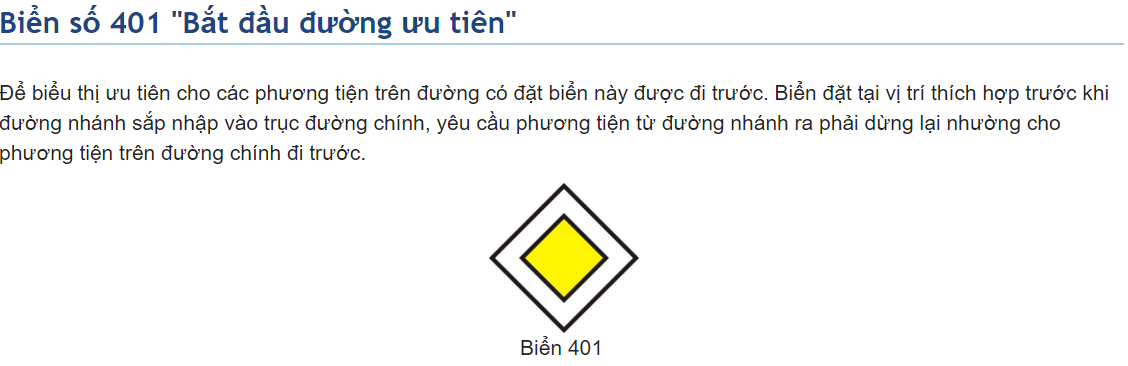 Biển số 401 "Bắt đầu đường ưu tiên"
Để biểu thị ưu tiên cho các phương tiện trên đường có đặt biển này được đi trước. Biển đặt tại vị trí thích hợp trước khi
đường nhánh sắp nhập vào trục đường chính, yêu cầu phương tiện từ đường nhánh ra phải dừng lại nhường cho
phương tiện trên đường chính đi trước.
Biển 401